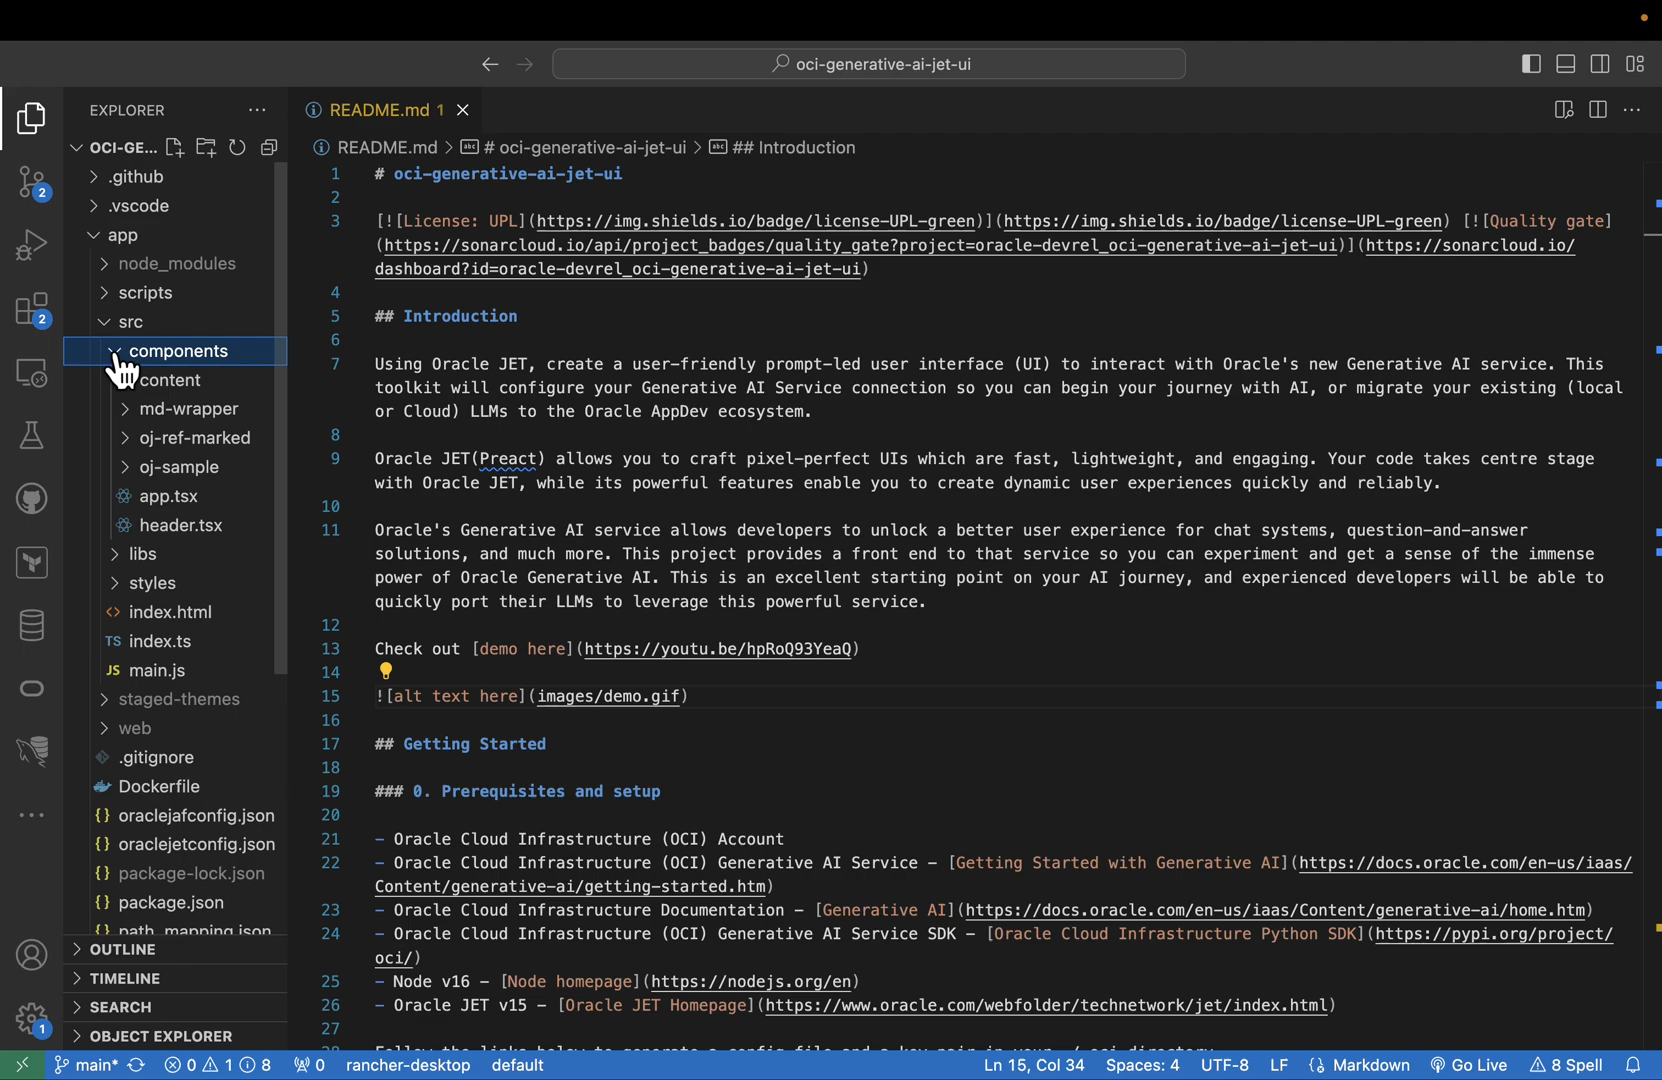 oci-generative-ai-jet-ui
EXPLORER
README.md 1
OCI-GE...
README.md > # oci-generative-ai-jet-ui > ## Introduction
.github
.vscode
app
node_modules
scripts
src
components
content
md-wrapper
oj-ref-marked
oj-sample
app.tsx
header.tsx
libs
styles
index.html
TS index.ts
JS main.js
staged-themes
web
.gitignore
Dockerfile
{} oraclejafconfig.json
{} oraclejetconfig.json
{} package-lock.json
{} package.json
{} path_mapping.json
OUTLINE
TIMELINE
SEARCH
OBJECT EXPLORER
2
2
1
1 # oci-generative-ai-jet-ui
2
3 [![License: UPL](https://img.shields.io/badge/license-UPL-green)](https://img.shields.io/badge/license-UPL-green) [![Quality gate]
(https://sonarcloud.io/api/project_badges/quality_gate?project=oracle-devrel_oci-generative-ai-jet-ui)](https://sonarcloud.io/
dashboard?id=oracle-devrel_oci-generative-ai-jet-ui)
4
5 ## Introduction
6
7 Using Oracle JET, create a user-friendly prompt-led user interface (UI) to interact with Oracle's new Generative AI service. This
toolkit will configure your Generative AI Service connection so you can begin your journey with AI, or migrate your existing (local
or Cloud) LLMs to the Oracle AppDev ecosystem.
8
9 Oracle JET(Preact) allows you to craft pixel-perfect UIs which are fast, lightweight, and engaging. Your code takes centre stage
with Oracle JET, while its powerful features enable you to create dynamic user experiences quickly and reliably.
10
11 Oracle's Generative AI service allows developers to unlock a better user experience for chat systems, question-and-answer
solutions, and much more. This project provides a front end to that service so you can experiment and get a sense of the immense
power of Oracle Generative AI. This is an excellent starting point on your AI journey, and experienced developers will be able to
quickly port their LLMs to leverage this powerful service.
12
13 Check out [demo here](https://youtu.be/hpRoQ93YeaQ)
14
15 ![alt text here](images/demo.gif)
16
17 ## Getting Started
18
19 ### 0. Prerequisites and setup
20
21 - Oracle Cloud Infrastructure (OCI) Account
22 - Oracle Cloud Infrastructure (OCI) Generative AI Service - [Getting Started with Generative AI](https://docs.oracle.com/en-us/iaas/
Content/generative-ai/getting-started.htm)
23 - Oracle Cloud Infrastructure Documentation - [Generative AI](https://docs.oracle.com/en-us/iaas/Content/generative-ai/home.htm)
24 - Oracle Cloud Infrastructure (OCI) Generative AI Service SDK - [Oracle Cloud Infrastructure Python SDK](https://pypi.org/project/
oci/)
25 - Node v16 - [Node homepage](https://nodejs.org/en)
26 - Oracle JET v15 - [Oracle JET Homepage](https://www.oracle.com/webfolder/technetwork/jet/index.html)
27
main* 0 1 8 0 rancher-desktop default Ln 15, Col 34 Spaces: 4 UTF-8 LF {} Markdown Go Live 8 Spell